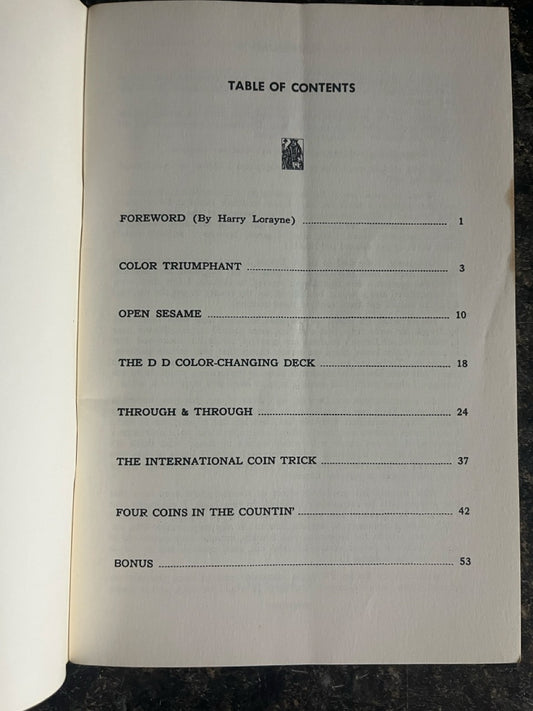 TABLE OF CONTENTS
FOREWORD (By Harry Lorayne) ........................................ 1
COLOR TRIUMPHANT ........................................................ 3
OPEN SESAME .................................................................. 10
THE D D COLOR-CHANGING DECK .................................... 18
THROUGH & THROUGH ...................................................... 24
THE INTERNATIONAL COIN TRICK .................................... 37
FOUR COINS IN THE COUNTIN' .......................................... 42
BONUS .............................................................................. 53